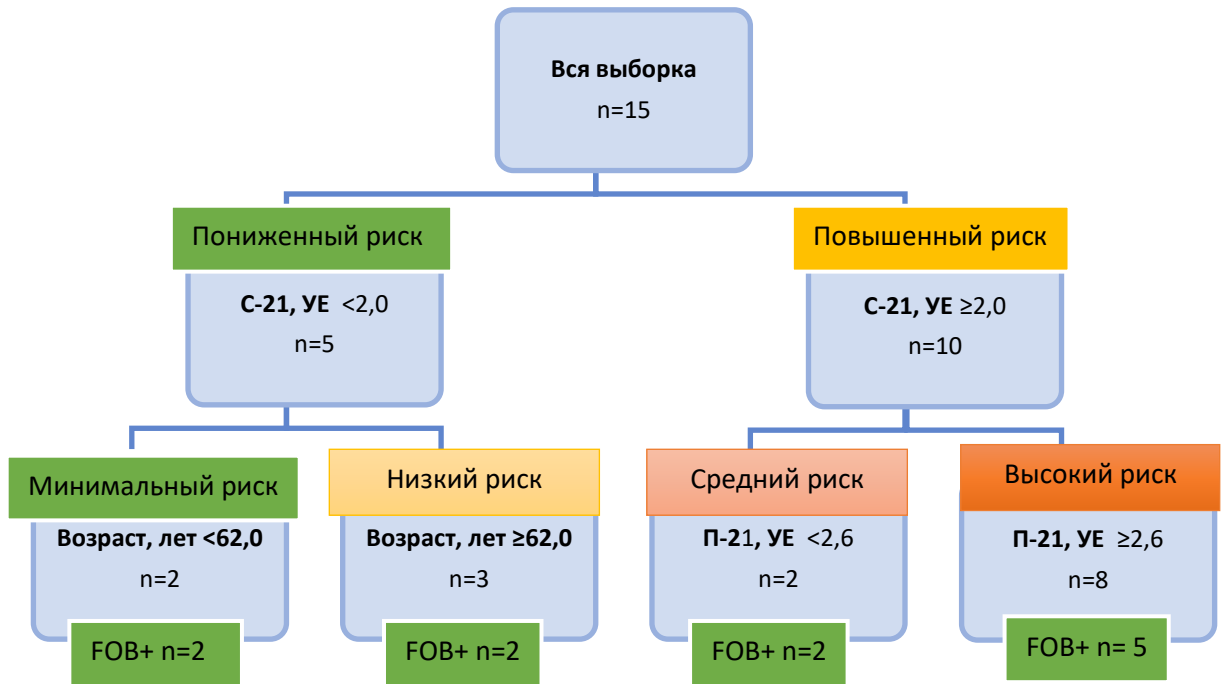 Вся выборка
n=15
Пониженный риск
Повышенный риск
С-21, УЕ <2,0
n=5
С-21, УЕ ≥2,0
n=10
Минимальный риск
Низкий риск
Средний риск
Высокий риск
Возраст, лет <62,0
n=2
Возраст, лет ≥62,0
n=3
П-21, УЕ <2,6
n=2
П-21, УЕ ≥2,6
n=8
FOB+ n=2
FOB+ n=2
FOB+ n=2
FOB+ n= 5